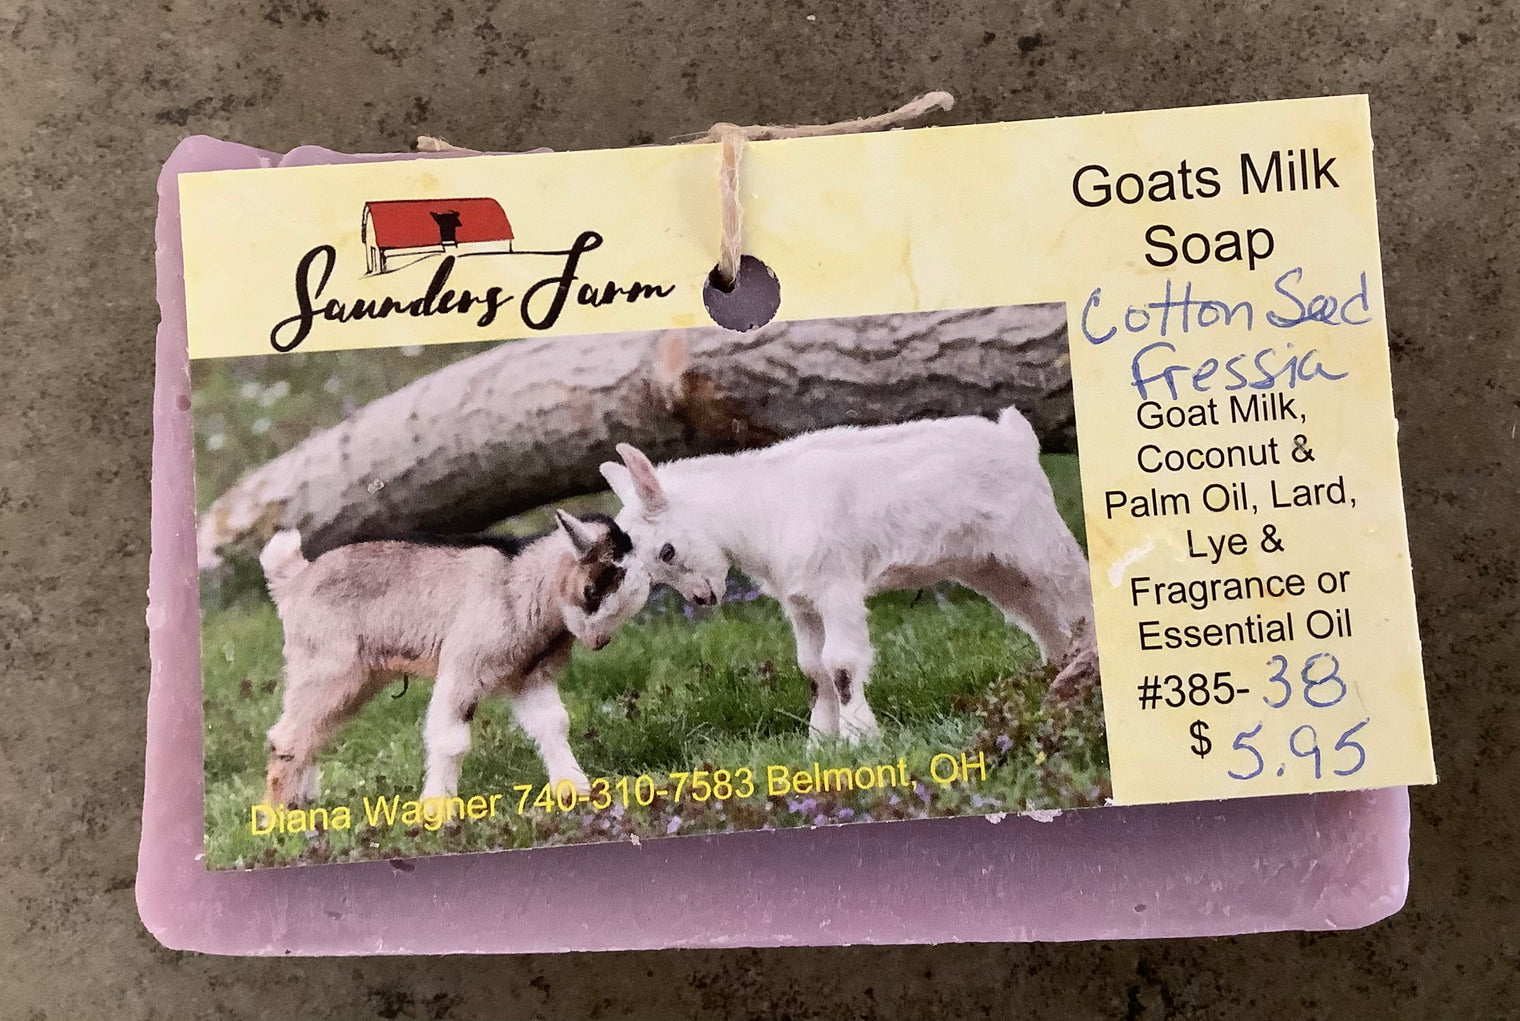 Saunders Farm
Goats Milk
Soap
Cotton Seed
Fressia
Goat Milk,
Coconut &
Palm Oil, Lard,
Lye &
Fragrance or
Essential Oil
#385-38
$ 5.95
Diana Wagner 740-310-7583 Belmont, OH